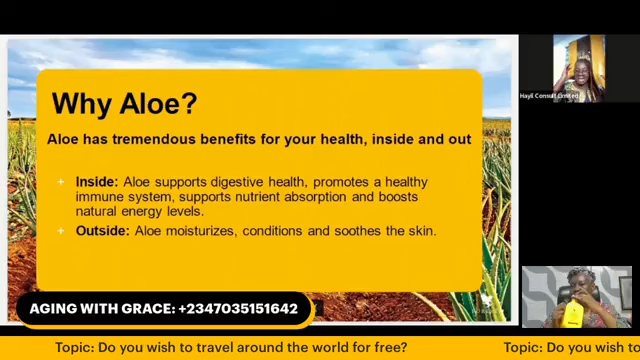 Why Aloe?
Aloe has tremendous benefits for your health, inside and out
+ Inside: Aloe supports digestive health, promotes a healthy
immune system, supports nutrient absorption and boosts
natural energy levels.
+ Outside: Aloe moisturizes, conditions and soothes the skin.
Hayli Consult Limited
AGING WITH GRACE: +2347035151642
Topic: Do you wish to travel around the world for free?
Topic: Do you wish to